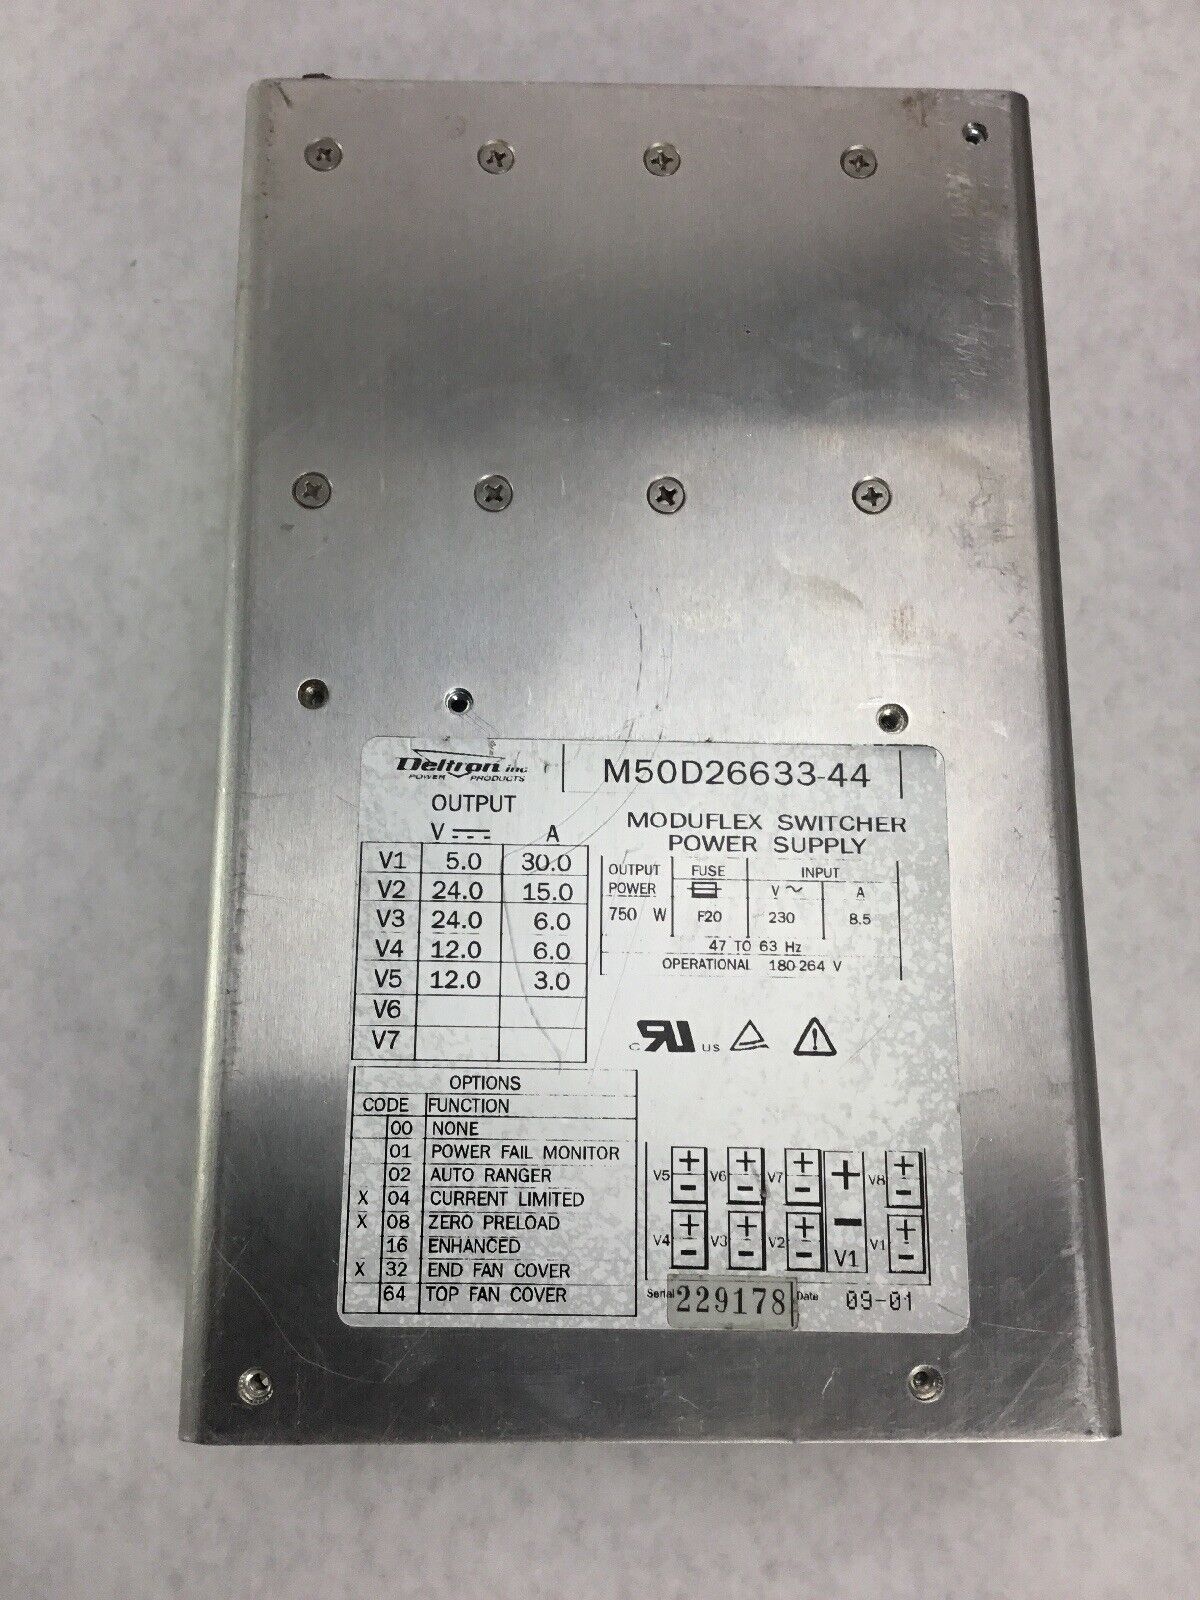 Deltron inc
POWER PRODUCTS
M50D26633-44
OUTPUT
V A
V1 5.0 30.0
V2 24.0 15.0
V3 24.0 6.0
V4 12.0 6.0
V5 12.0 3.0
V6
V7
MODUFLEX SWITCHER
POWER SUPPLY
OUTPUT POWER FUSE INPUT
V ~ A
750 W F20 230 8.5
47 TO 63 Hz
OPERATIONAL 180 264 V
C RU US
OPTIONS
CODE FUNCTION
00 NONE
01 POWER FAIL MONITOR
02 AUTO RANGER
X 04 CURRENT LIMITED
X 08 ZERO PRELOAD
16 ENHANCED
X 32 END FAN COVER
64 TOP FAN COVER
V5 + - V6 + - V7 + - + - V1 V8 + -
V4 + - V3 + - V2 + - V1 + -
Serial 229178 Date 09-01